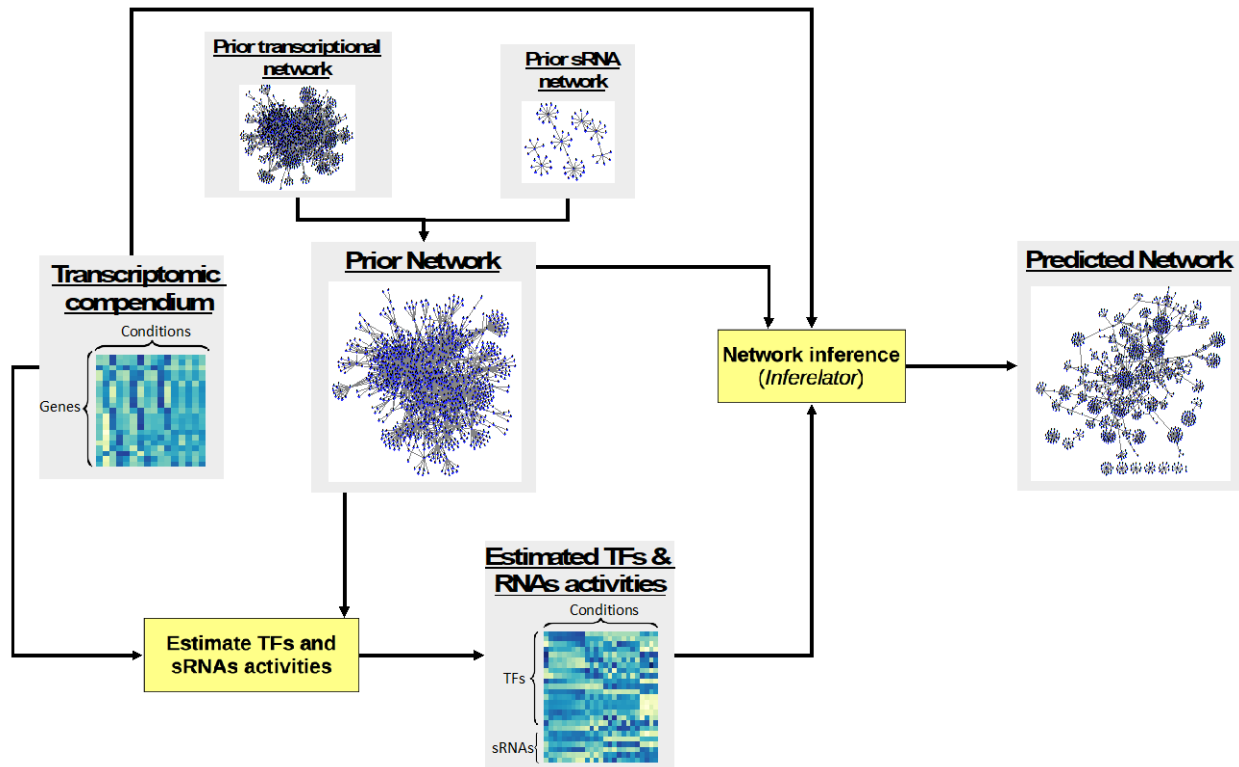 Prior transcriptional
network
Prior sRNA
network
Transcriptomic
compendium
Conditions
Genes
Prior Network
Network inference
(Inferelator)
Predicted Network
Estimate TFs and
sRNAs activities
Estimated TFs &
RNAs activities
Conditions
TFs
sRNAs